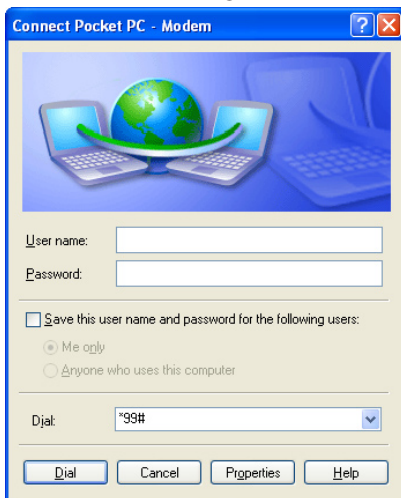 Connect Pocket PC - Modem
User name:
Password:
Save this user name and password for the following users:
Me only
Anyone who uses this computer
Dial:
*99#
Dial Cancel Properties Help